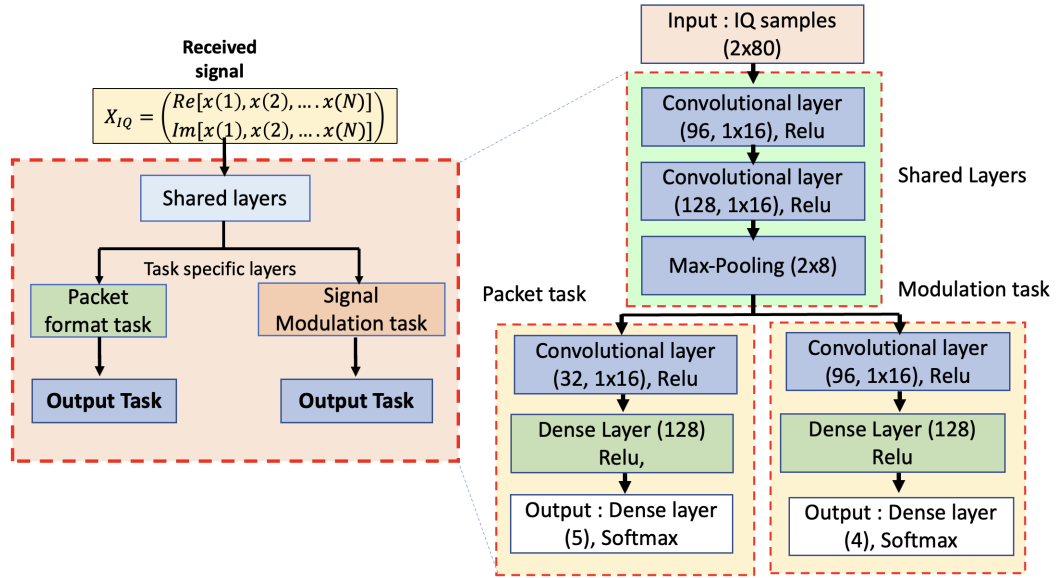 Received
signal
X_IQ = (Re[x(1), x(2), … . x(N)]
Im[x(1), x(2), … . x(N)])
Shared layers
Task specific layers
Packet
format task
Signal
Modulation task
Output Task
Output Task
Input : IQ samples
(2x80)
Convolutional layer
(96, 1x16), Relu
Convolutional layer
(128, 1x16), Relu
Max-Pooling (2x8)
Shared Layers
Packet task
Modulation task
Convolutional layer
(32, 1x16), Relu
Dense Layer (128)
Relu,
Output : Dense layer
(5), Softmax
Convolutional layer
(96, 1x16), Relu
Dense Layer (128)
Relu
Output : Dense layer
(4), Softmax